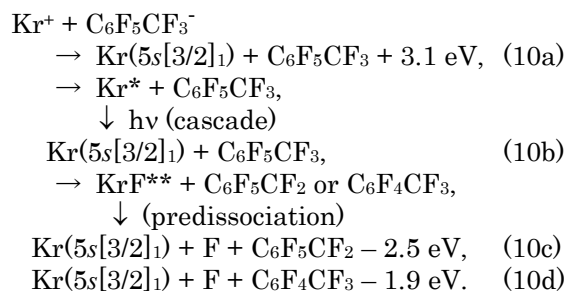 Kr⁺ + C₆F₅CF₃⁻
→ Kr(5s[3/2]₁) + C₆F₅CF₃ + 3.1 eV, (10a)
→ Kr* + C₆F₅CF₃,
↓ hν (cascade)
Kr(5s[3/2]₁) + C₆F₅CF₃, (10b)
→ KrF** + C₆F₅CF₂ or C₆F₄CF₃,
↓ (predissociation)
Kr(5s[3/2]₁) + F + C₆F₅CF₂ – 2.5 eV, (10c)
Kr(5s[3/2]₁) + F + C₆F₄CF₃ – 1.9 eV. (10d)